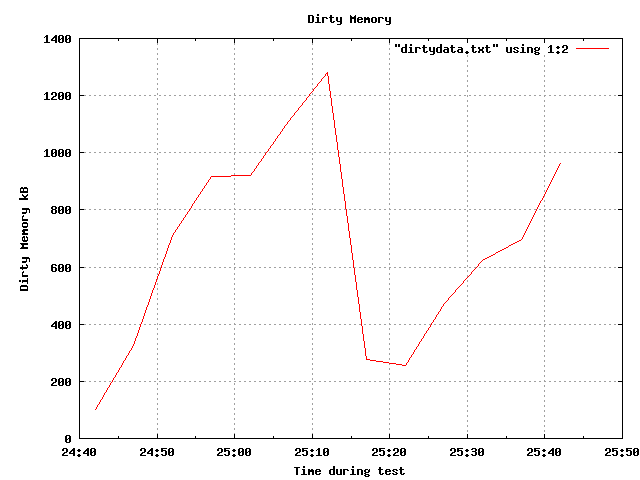 Dirty Memory
"dirtydata.txt" using 1:2
1400
1200
1000
800
600
400
200
0
Dirty Memory kB
24:40 24:50 25:00 25:10 25:20 25:30 25:40 25:50
Time during test